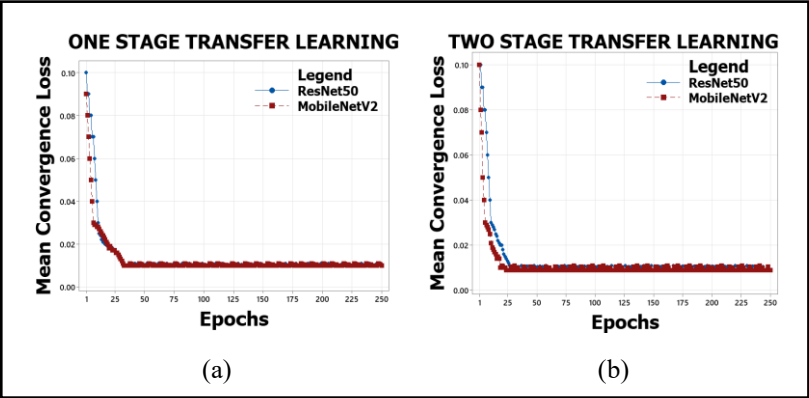 ONE STAGE TRANSFER LEARNING
Mean Convergence Loss
0.10
0.08
0.06
0.04
0.02
0.00
Legend
ResNet50
MobileNetV2
1 25 50 75 100 125 150 175 200 225 250
Epochs
(a)
TWO STAGE TRANSFER LEARNING
Mean Convergence Loss
0.10
0.08
0.06
0.04
0.02
0.00
Legend
ResNet50
MobileNetV2
1 25 50 75 100 125 150 175 200 225 250
Epochs
(b)